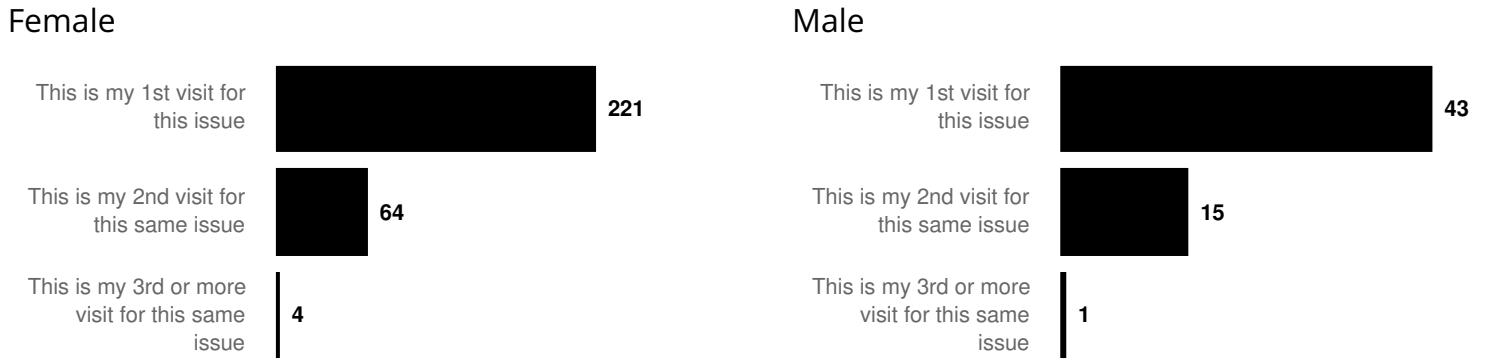 Female
This is my 1st visit for
this issue
221
This is my 2nd visit for
this same issue
64
This is my 3rd or more
visit for this same
issue
4
Male
This is my 1st visit for
this issue
43
This is my 2nd visit for
this same issue
15
This is my 3rd or more
visit for this same
issue
1